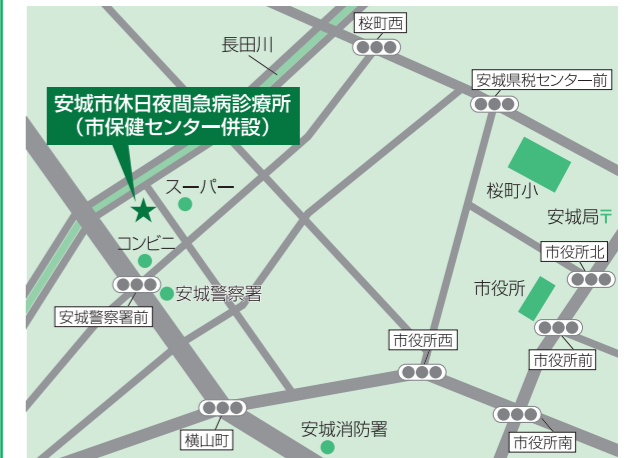 桜町西
長田川
安城県税センター前
安城市休日夜間急病診療所
（市保健センター併設）
スーパー
桜町小
安城局〒
コンビニ
市役所北
市役所
安城警察署
安城警察署前
市役所西
市役所前
安城消防署
横山町
市役所南